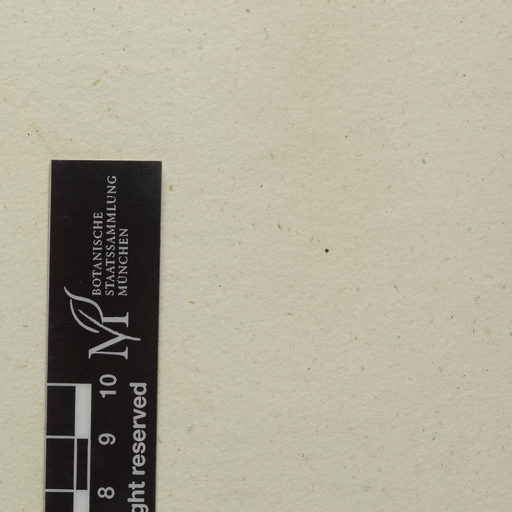 BOTANISCHE
STAATSSAMMLUNG
MÜNCHEN
8 9 10
ght reserved